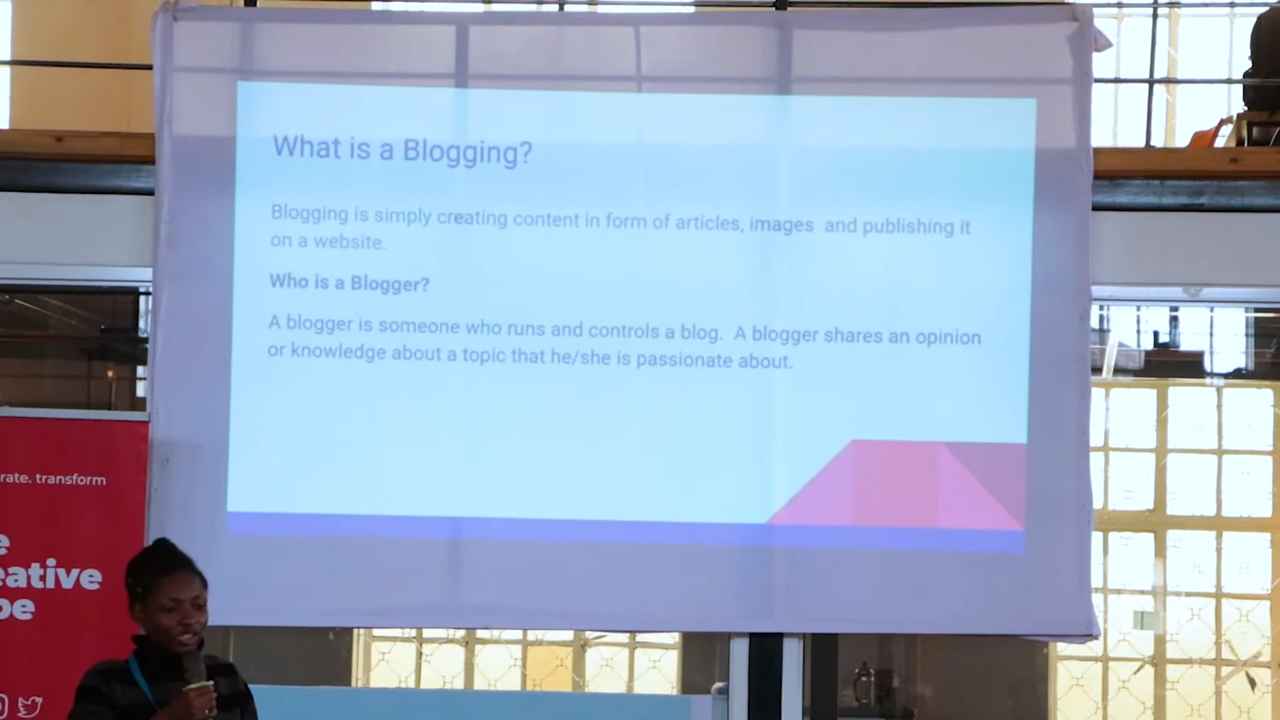 What is a Blogging?
Blogging is simply creating content in form of articles, images and publishing it
on a website.
Who is a Blogger?
A blogger is someone who runs and controls a blog. A blogger shares an opinion
or knowledge about a topic that he/she is passionate about.
rate. transform
e
eative
be